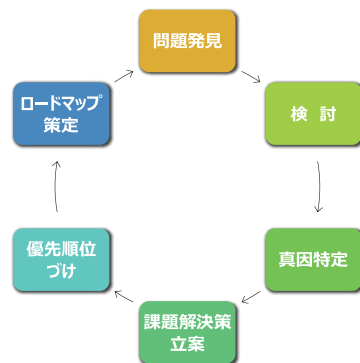 問題発見
検 討
真因特定
課題解決策
立案
優先順位
づけ
ロードマップ
策定